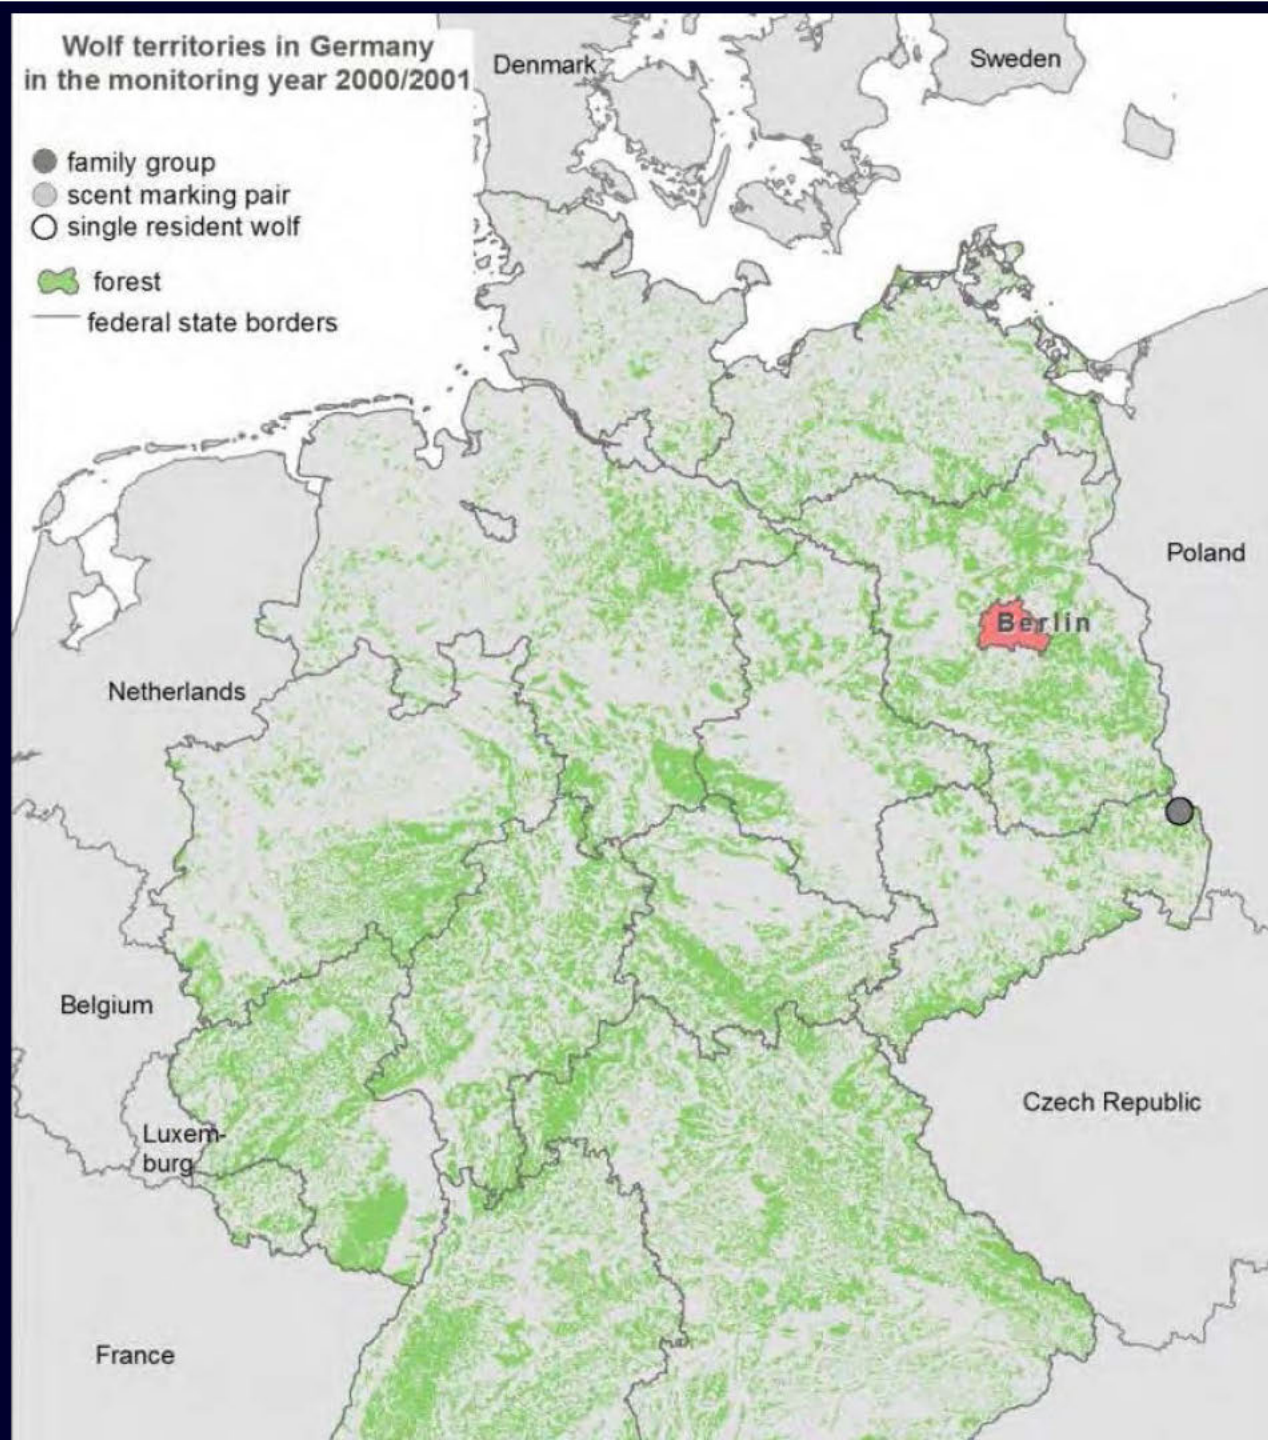 Wolf territories in Germany
in the monitoring year 2000/2001
family group
scent marking pair
single resident wolf
forest
federal state borders
Denmark
Sweden
Poland
Berlin
Netherlands
Belgium
Czech Republic
Luxem-
burg
France